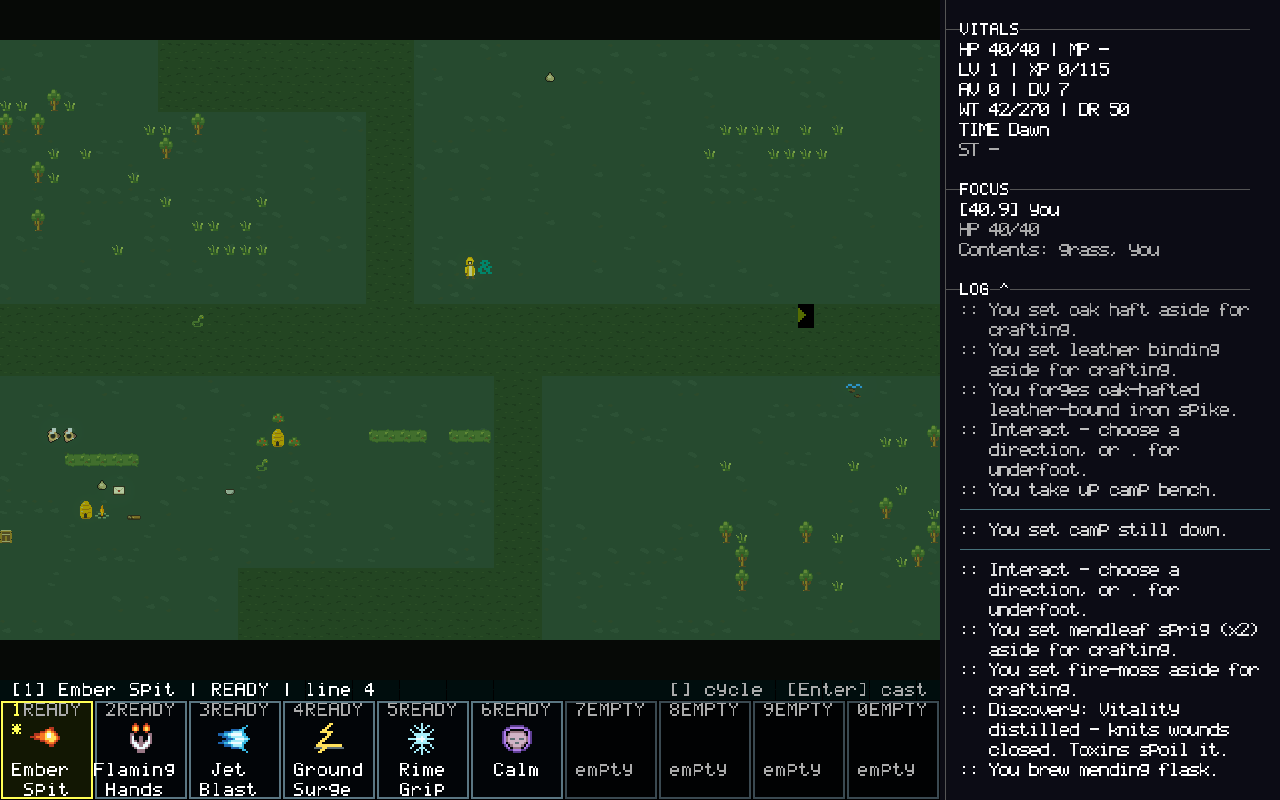 VITALS
HP 40/40 | MP -
LV 1 | XP 0/115
AV 0 | DV 7
WT 42/270 | DR 50
TIME Dawn
ST -
FOCUS
[40,9] You
HP 40/40
Contents: grass, You
LOG ^
:: You set oak haft aside for
crafting.
:: You set leather binding
aside for crafting.
:: You forges oak-hafted
leather-bound iron spike.
:: Interact - choose a
direction, or . for
underfoot.
:: You take up camp bench.
:: You set camp still down.
:: Interact - choose a
direction, or . for
underfoot.
:: You set mendleaf sprig (x2)
aside for crafting.
:: You set fire-moss aside for
crafting.
:: Discovery: Vitality
distilled - knits wounds
closed. Toxins spoil it.
:: You brew mending flask.
&
[1] Ember Spit | READY | line 4
[] cycle [Enter] cast
1READY 2READY 3READY 4READY 5READY 6READY 7EMPTY 8EMPTY 9EMPTY 0EMPTY
*
Ember Spit
Flaming Hands
Jet Blast
Ground Surge
Rime Grip
Calm
empty
empty
empty
empty